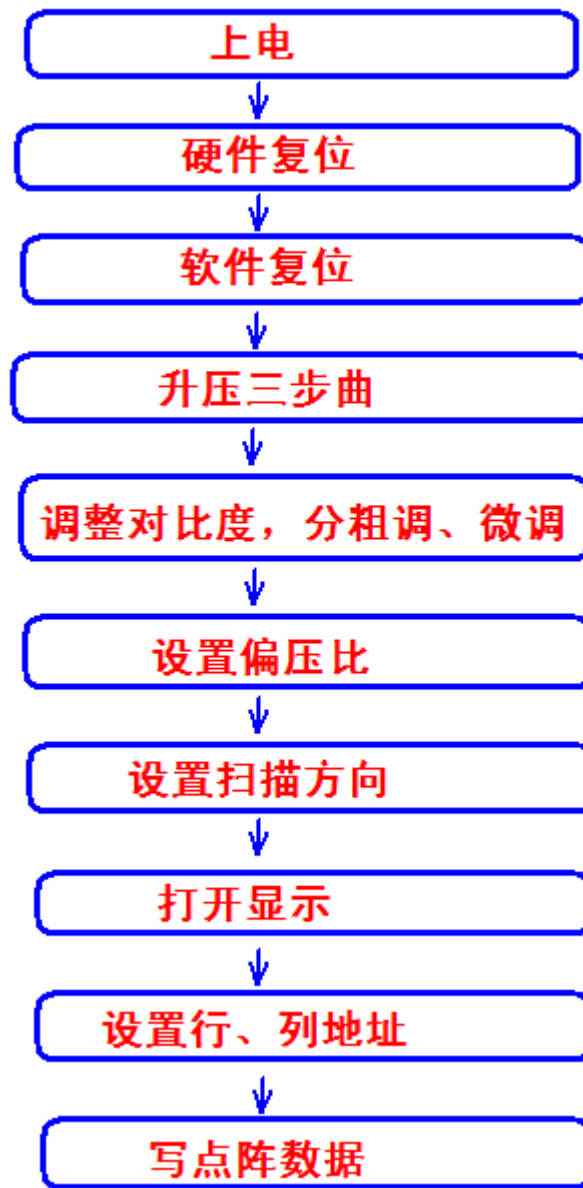 上电
硬件复位
软件复位
升压三步曲
调整对比度，分粗调、微调
设置偏压比
设置扫描方向
打开显示
设置行、列地址
写点阵数据